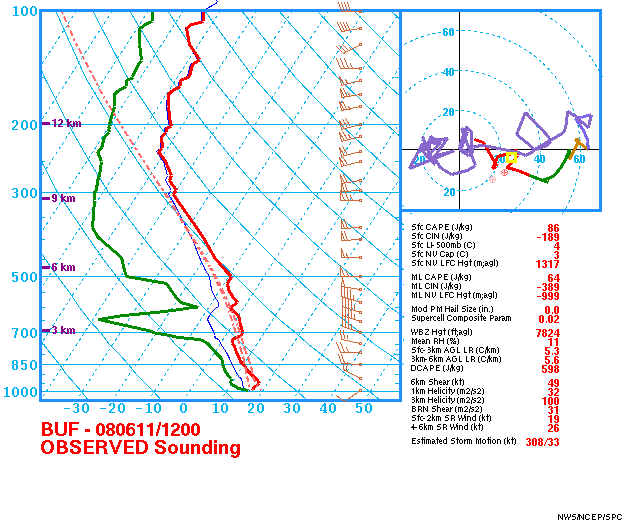 100
200
300
500
700
850
1000
12 km
9 km
6 km
3 km
-30 -20 -10 0 10 20 30 40 50
BUF - 080611/1200
OBSERVED Sounding
60
40
20
20 40 60
20
Sfc CAPE (J/kg) 86
Sfc CIN (J/kg) -189
Sfc LI-500mb (C) 4
Sfc NV Cap (C) 3
Sfc NV LFC Hgt (m;agl) 1317
ML CAPE (J/kg) 64
ML CIN (J/kg) -389
ML NV LFC Hgt (m;agl) -999
Mod PM Hail Size (in.) 0.0
Supercell Composite Param 0.02
WBZ Hgt (ft;agl) 7824
Mean RH (%) 11
Sfc-3km AGL LR (C/km) 5.3
3km-6km AGL LR (C/km) 5.6
DCAPE (J/kg) 598
6km Shear (kt) 49
1km Helicity (m2/s2) 32
3km Helicity (m2/s2) 100
BRN Shear (m2/s2) 31
Sfc-2km SR Wind (kt) 19
4-6km SR Wind (kt) 26
Estimated Storm Motion (kt) 308/33
NWS/NCEP/SPC